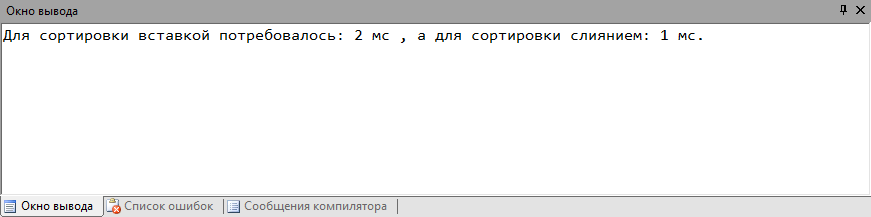 Окно вывода
Для сортировки вставкой потребовалось: 2 мс , а для сортировки слиянием: 1 мс.
Окно вывода Список ошибок Сообщения компилятора